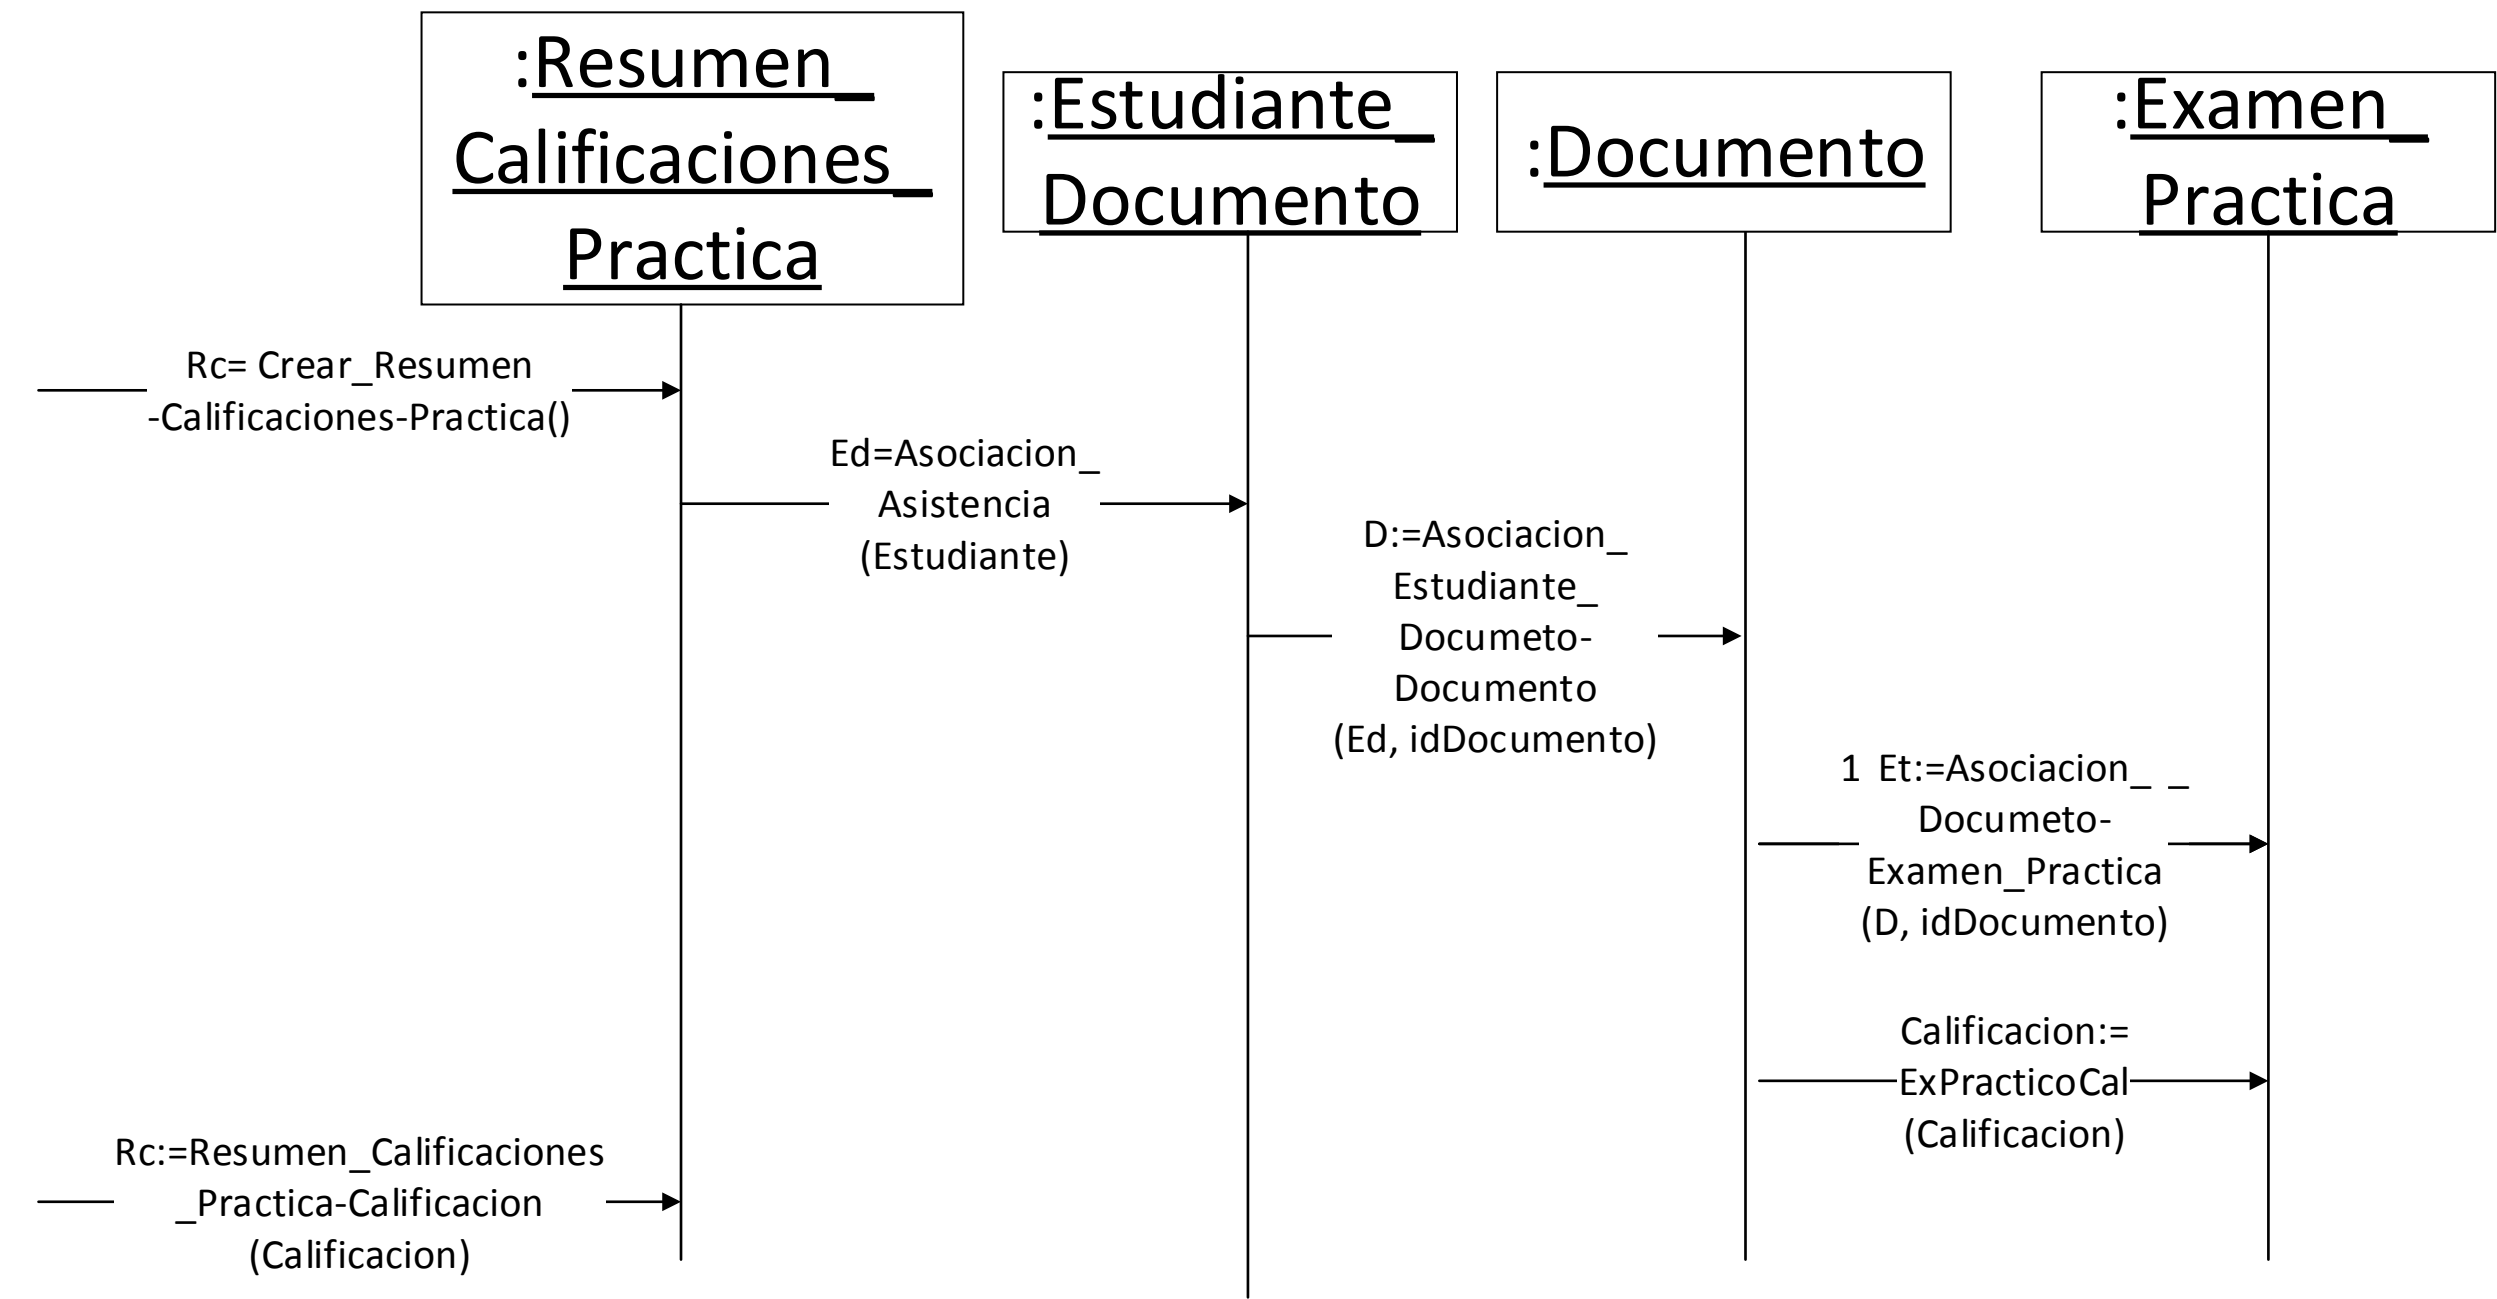 :Resumen_
Calificaciones_
Practica
:Estudiante_
Documento
:Documento
:Examen_
Practica
Rc= Crear_Resumen
-Calificaciones-Practica()
Ed=Asociacion_
Asistencia
(Estudiante)
D:=Asociacion_
Estudiante_
Documeto-
Documento
(Ed, idDocumento)
1 Et:=Asociacion_ _
Documeto-
Examen_Practica
(D, idDocumento)
Calificacion:=
ExPracticoCal
(Calificacion)
Rc:=Resumen_Calificaciones
_Practica-Calificacion
(Calificacion)